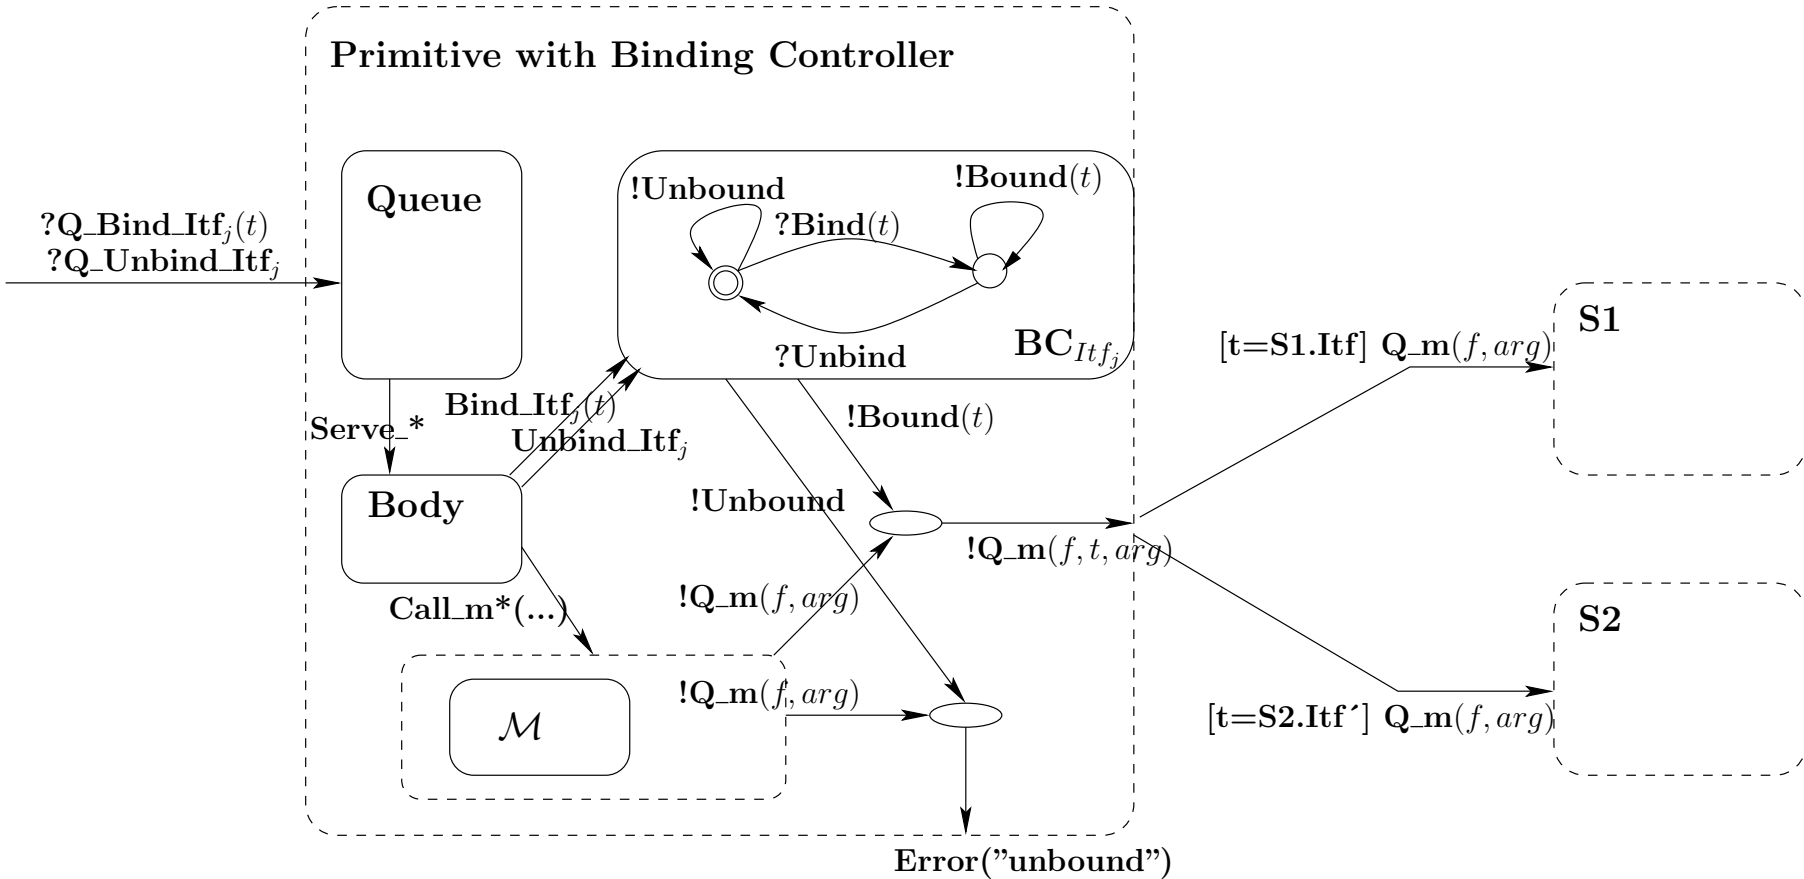 Primitive with Binding Controller
Queue
!Unbound
!Bound(t)
?Bind(t)
?Q_Bind_Itfj(t)
?Q_Unbind_Itfj
?Unbind
BC_Itfj
S1
[t=S1.Itf] Q_m(f, arg)
Bind_Itfj(t)
Serve_*
Unbind_Itfj
!Bound(t)
Body
!Unbound
!Q_m(f, t, arg)
Call_m*(...)
!Q_m(f, arg)
S2
!Q_m(f, arg)
ℳ
[t=S2.Itf´] Q_m(f, arg)
Error("unbound")